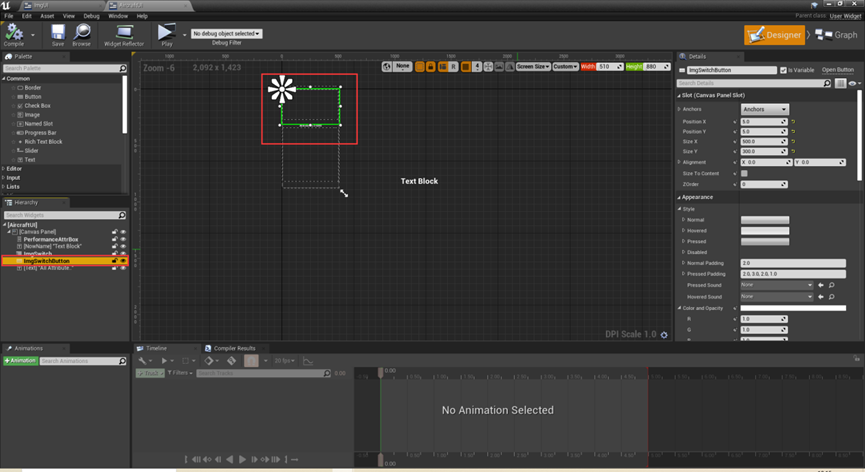 ImgUI
AircraftUI
File Edit Asset View Debug Window Help
Parent class: User Widget
Compile
Save
Browse
Widget Reflector
Play
No debug object selected
Debug Filter
Designer
Graph
Palette
Search Palette
Common
Border
Button
Check Box
Image
Named Slot
Progress Bar
Rich Text Block
Slider
Text
Editor
Input
Lists
Hierarchy
Search Widgets
[AircraftUI]
[Canvas Panel]
PerformanceAttrBox
[NowName] "Text Block"
ImgSwitch
ImgSwitchButton
[Text] "All Attribute.."
Zoom -6
2,092 x 1,423
0 500
None
R
4
Screen Size
Custom
Width 510
Height 880
Text Block
DPI Scale 1.0
Details
ImgSwitchButton
Is Variable
Open Button
Search Details
Slot (Canvas Panel Slot)
Anchors Anchors
Position X 5.0
Position Y 5.0
Size X 500.0
Size Y 300.0
Alignment X 0.0 Y 0.0
Size To Content
ZOrder 0
Appearance
Style
Normal
Hovered
Pressed
Disabled
Normal Padding 2.0
Pressed Padding 2.0, 3.0, 2.0, 1.0
Pressed Sound None
Hovered Sound None
Color and Opacity
R 1.0
G 1.0
Animations
+ Animation
Search Animations
Timeline
Compiler Results
20 fps
Track
Filters
Search Tracks
0.00
0.00
No Animation Selected
0.00